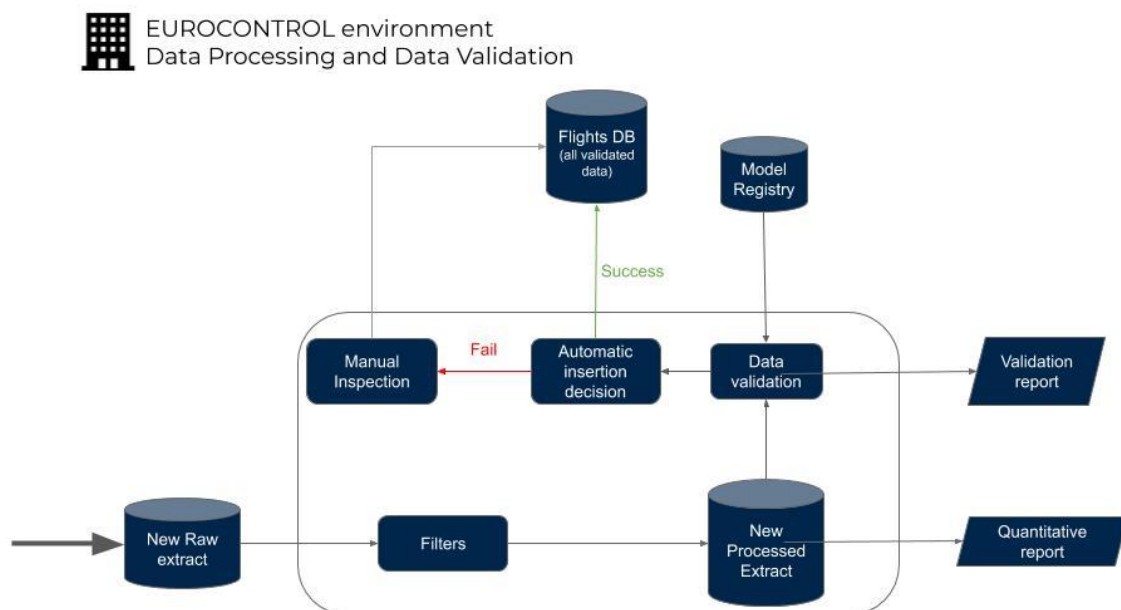 EUROCONTROL environment
Data Processing and Data Validation
Flights DB
(all validated
data)
Model
Registry
Success
Manual
Inspection
Fail
Automatic
insertion
decision
Data
validation
Validation
report
New Raw
extract
Filters
New
Processed
Extract
Quantitative
report